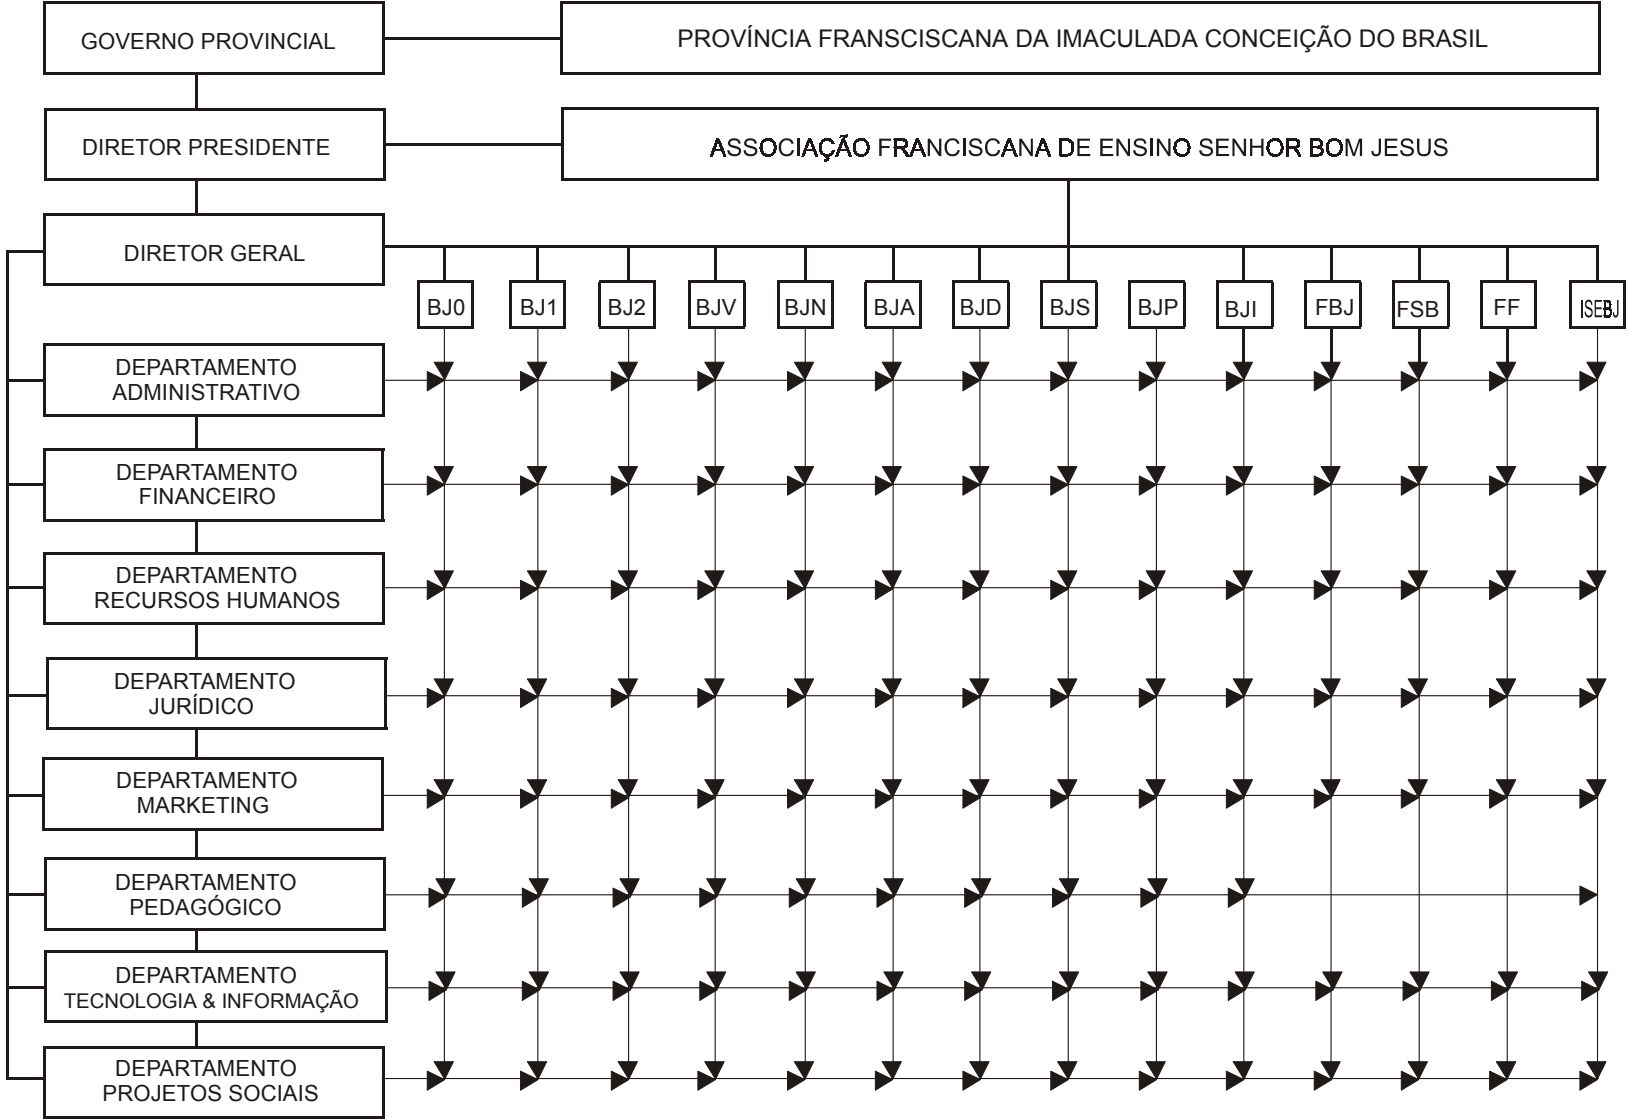 GOVERNO PROVINCIAL
PROVÍNCIA FRANSCISCANA DA IMACULADA CONCEIÇÃO DO BRASIL
DIRETOR PRESIDENTE
ASSOCIAÇÃO FRANCISCANA DE ENSINO SENHOR BOM JESUS
DIRETOR GERAL
BJ0
BJ1
BJ2
BJV
BJN
BJA
BJD
BJS
BJP
BJI
FBJ
FSB
FF
ISEBJ
DEPARTAMENTO
ADMINISTRATIVO
DEPARTAMENTO
FINANCEIRO
DEPARTAMENTO
RECURSOS HUMANOS
DEPARTAMENTO
JURÍDICO
DEPARTAMENTO
MARKETING
DEPARTAMENTO
PEDAGÓGICO
DEPARTAMENTO
TECNOLOGIA & INFORMAÇÃO
DEPARTAMENTO
PROJETOS SOCIAIS